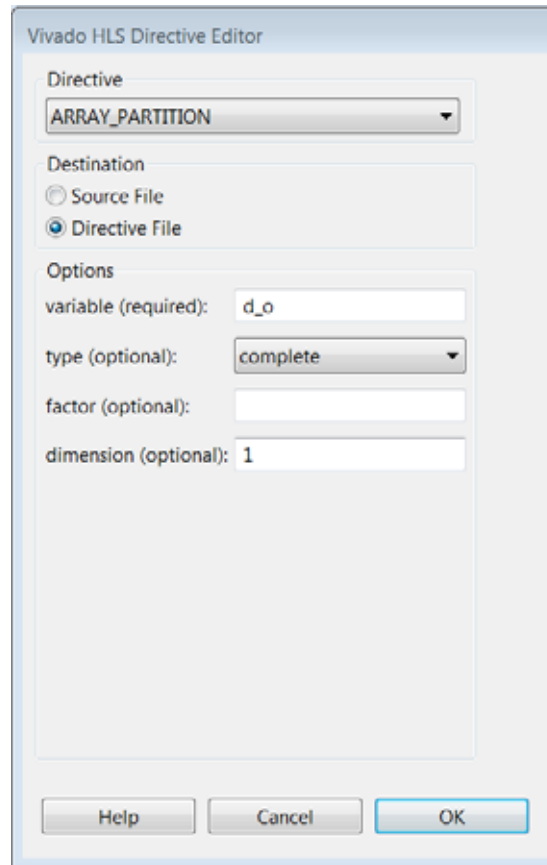 Vivado HLS Directive Editor
Directive
ARRAY_PARTITION
Destination
Source File
Directive File
Options
variable (required): d_o
type (optional): complete
factor (optional):
dimension (optional): 1
Help Cancel OK